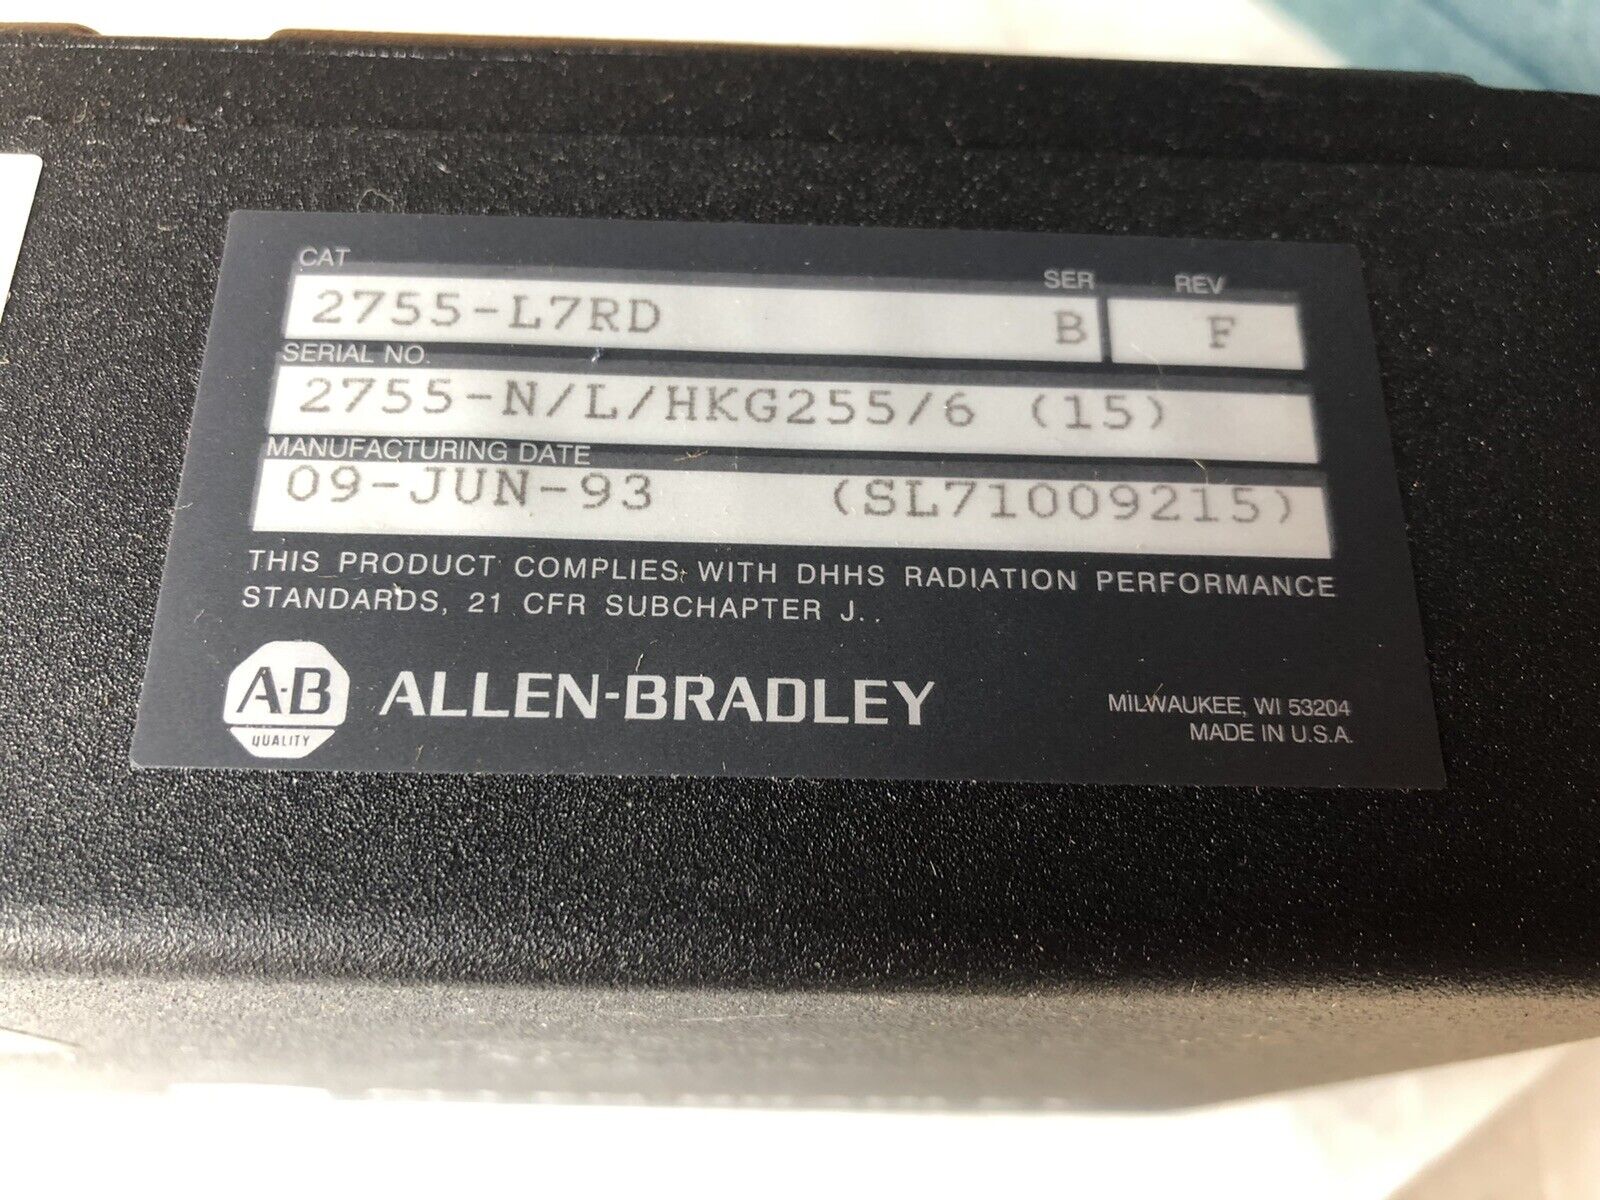 CAT SER REV
2755-L7RD B F
SERIAL NO.
2755-N/L/HKG255/6 (15)
MANUFACTURING DATE
09-JUN-93 (SL71009215)
THIS PRODUCT COMPLIES WITH DHHS RADIATION PERFORMANCE
STANDARDS, 21 CFR SUBCHAPTER J..
A-B QUALITY
ALLEN-BRADLEY
MILWAUKEE, WI 53204
MADE IN U.S.A.